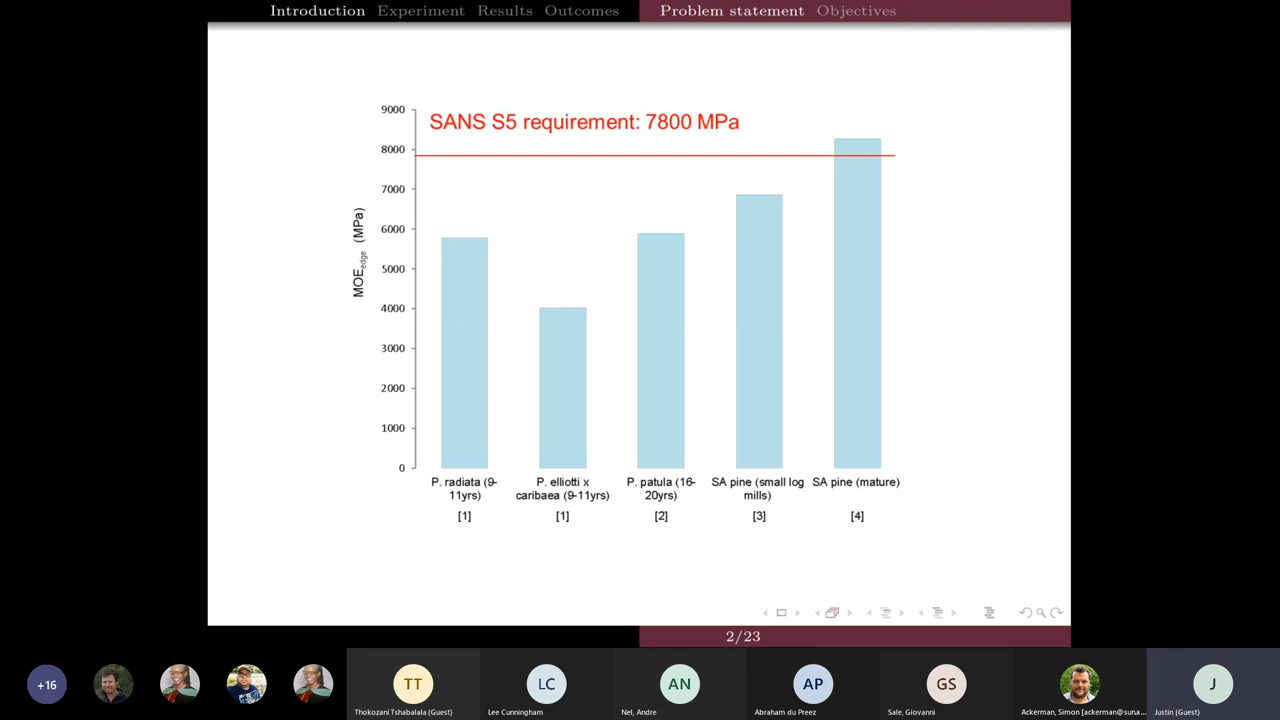 Introduction Experiment Results Outcomes Problem statement Objectives
SANS S5 requirement: 7800 MPa
9000
8000
7000
6000
5000
4000
3000
2000
1000
0
MOEedge (MPa)
P. radiata (9-
11yrs)
[1]
P. elliotti x
caribaea (9-11yrs)
[1]
P. patula (16-
20yrs)
[2]
SA pine (small log
mills)
[3]
SA pine (mature)
[4]
2/23
+16
TT
Thokozani Tshabalala (Guest)
LC
Lee Cunningham
AN
Nel, Andre
AP
Abraham du Preez
GS
Sale, Giovanni
Ackerman, Simon [ackerman@suna...
J
Justin (Guest)